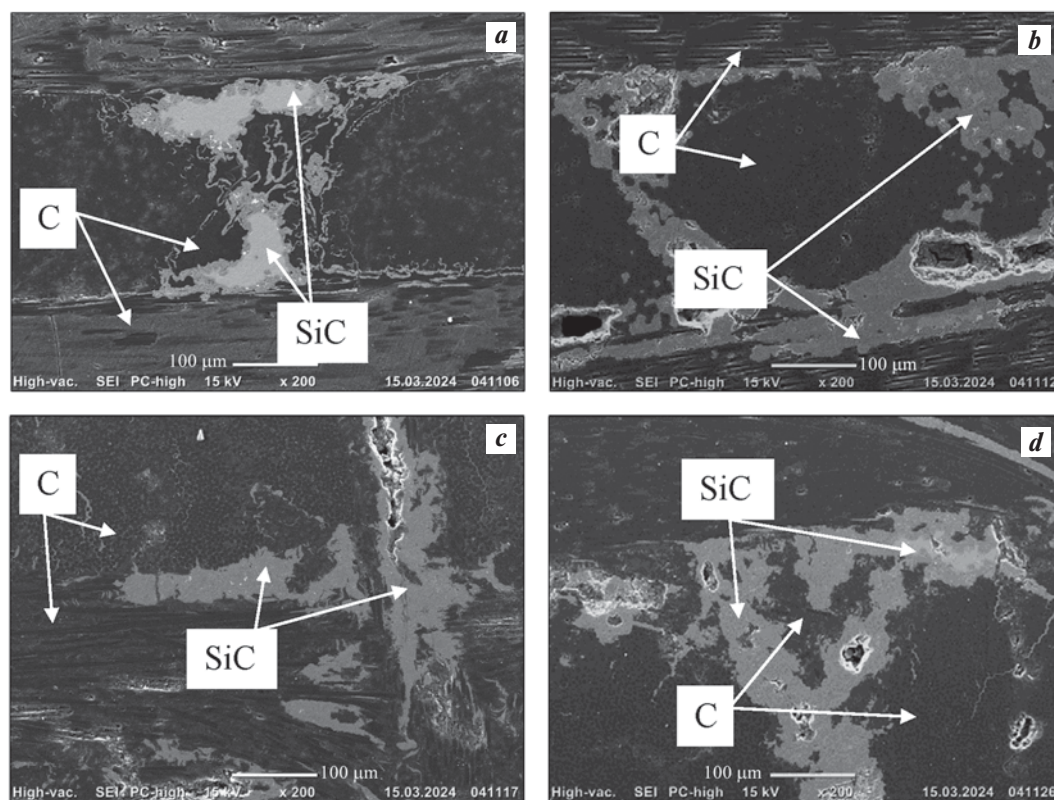 a
C
SiC
100 μm
High-vac. SEI PC-high 15 kV x 200 15.03.2024 041106
b
C
SiC
100 μm
High-vac. SEI PC-high 15 kV x 200 15.03.2024 041112
c
C
SiC
100 μm
High-vac. SEI PC-high 15 kV x 200 15.03.2024 041117
d
SiC
C
100 μm
High-vac. SEI PC-high 15 kV x 200 15.03.2024 041126